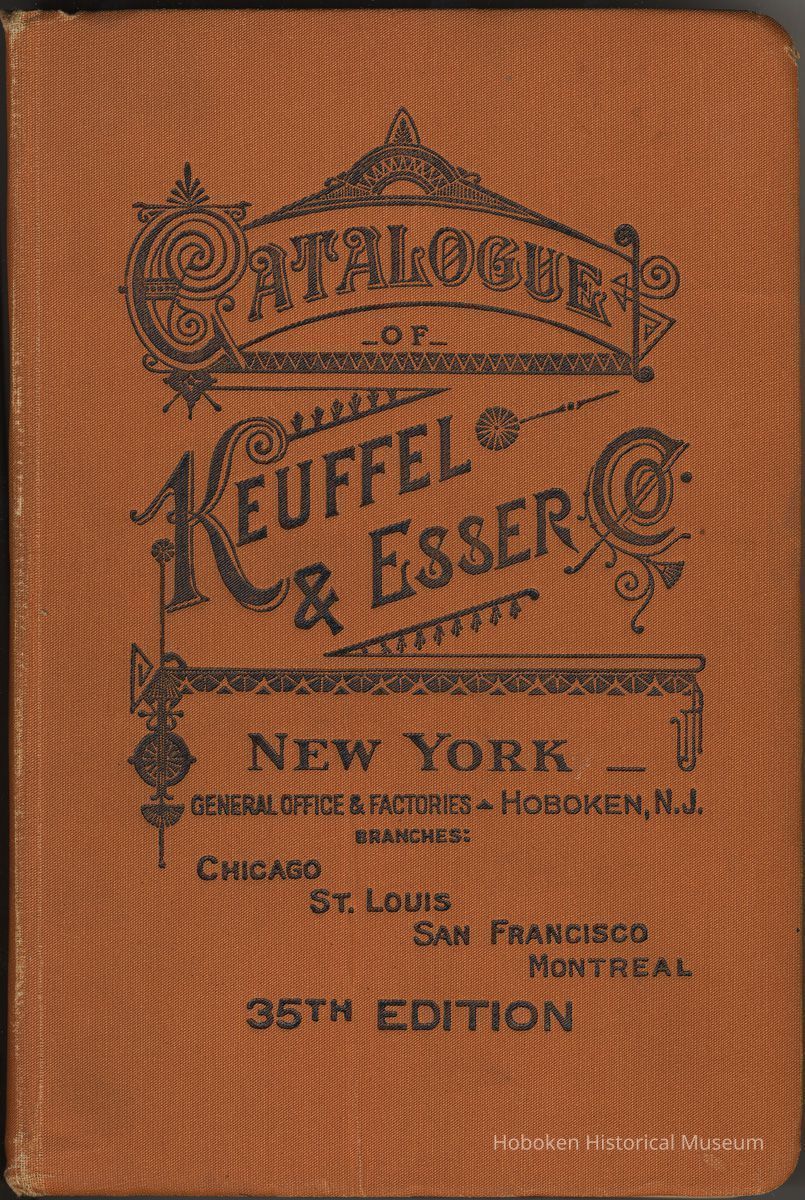 CATALOGUE
OF
KEUFFEL
& ESSER CO.
NEW YORK
GENERAL OFFICE & FACTORIES - HOBOKEN, N.J.
BRANCHES:
CHICAGO
ST. LOUIS
SAN FRANCISCO
MONTREAL
35TH EDITION
Hoboken Historical Museum